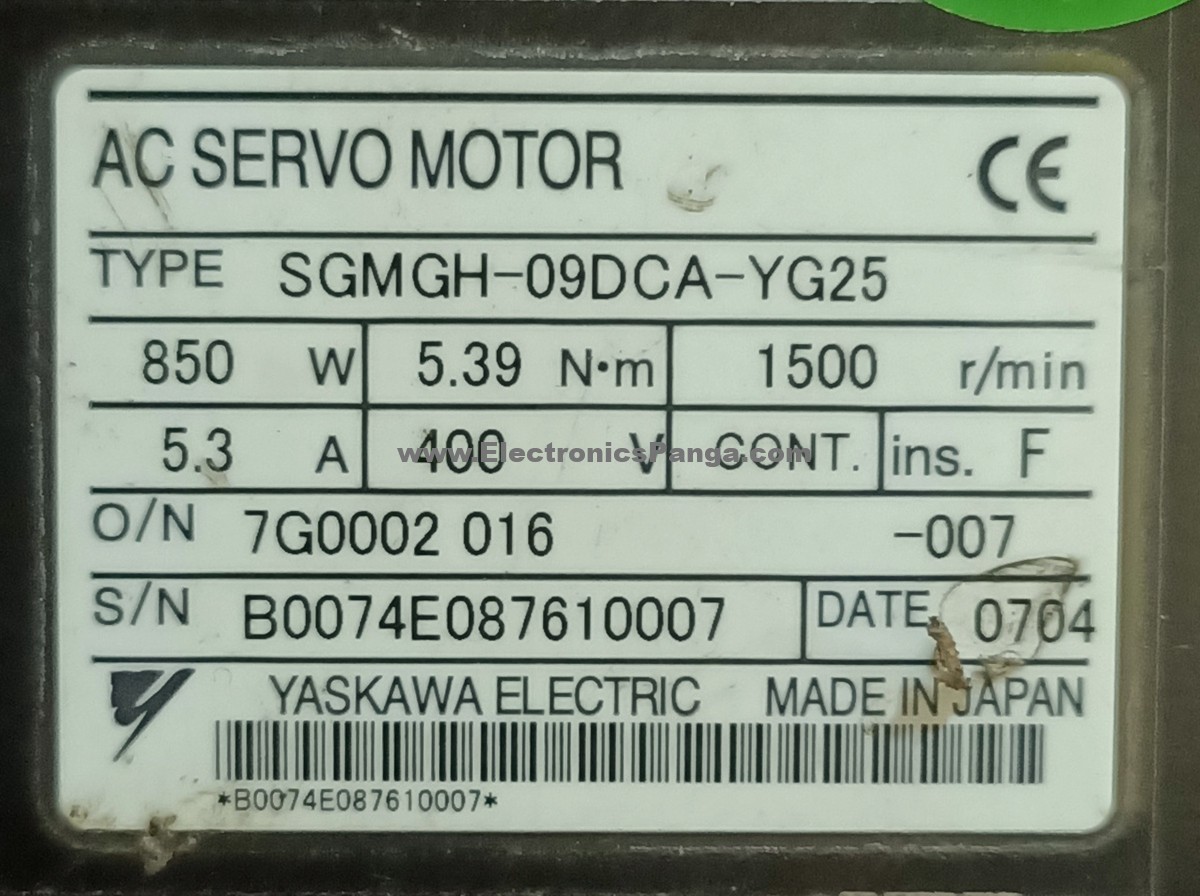 AC SERVO MOTOR CE
TYPE SGMGH-09DCA-YG25
850 W 5.39 N·m 1500 r/min
5.3 A 400 V CONT. ins. F
www.ElectronicsPanga.com
O/N 7G0002 016 -007
S/N B0074E087610007 DATE 0704
YASKAWA ELECTRIC MADE IN JAPAN
*B0074E087610007*